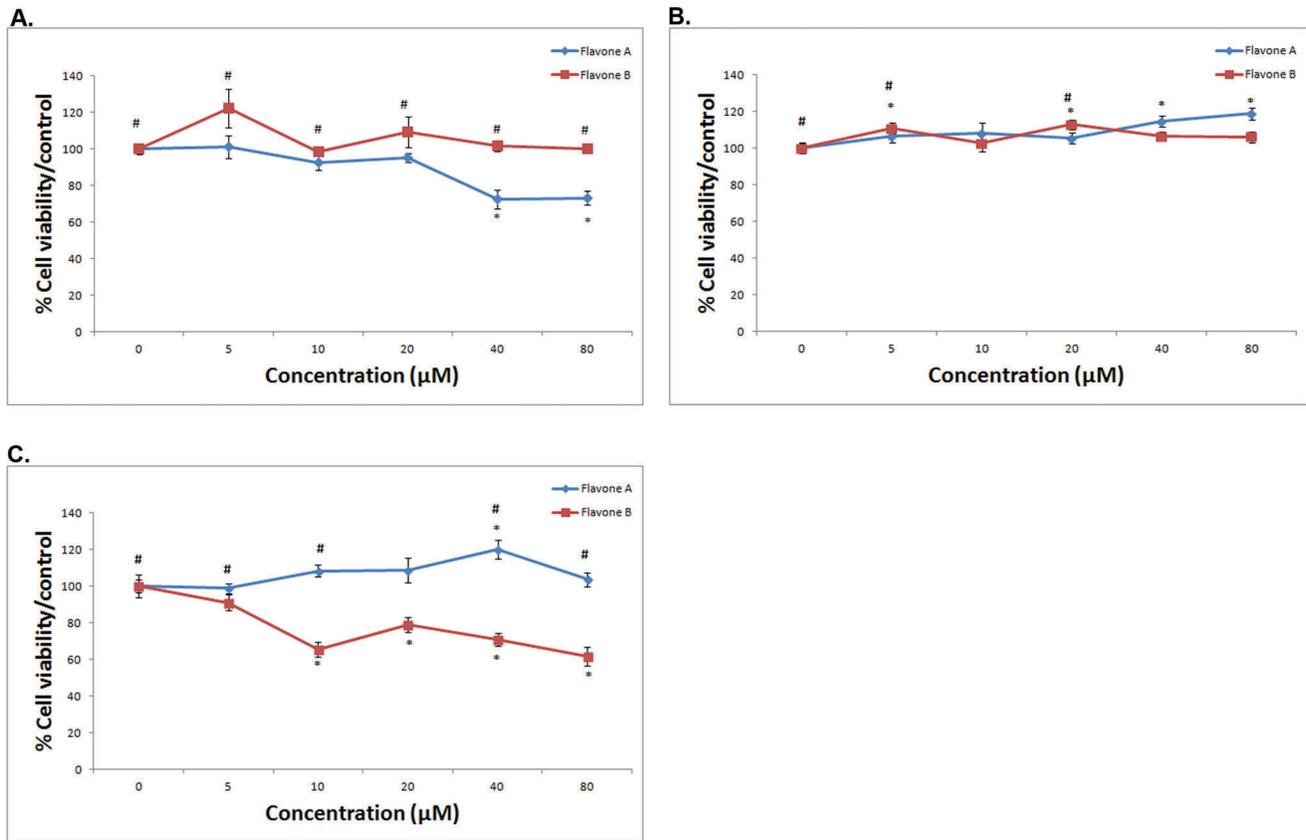 A.
Flavone A
Flavone B
% Cell viability/control
140
120
100
80
60
40
20
0
#
#
#
#
#
#
*
*
0 5 10 20 40 80
Concentration (μM)
B.
Flavone A
Flavone B
% Cell viability/control
140
120
100
80
60
40
20
0
#
#
*
#
*
*
*
0 5 10 20 40 80
Concentration (μM)
C.
Flavone A
Flavone B
% Cell viability/control
140
120
100
80
60
40
20
0
#
#
#
#
*
#
*
*
*
*
0 5 10 20 40 80
Concentration (μM)